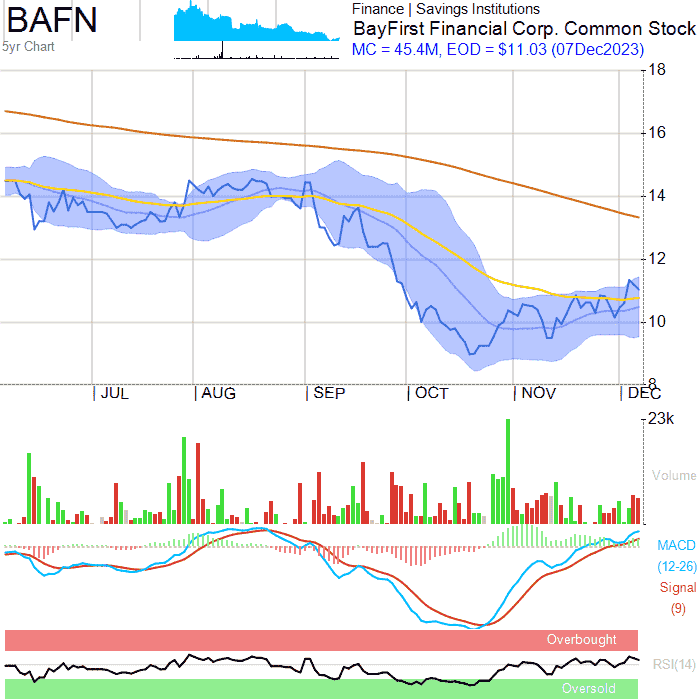 BAFN
5yr Chart
Finance | Savings Institutions
BayFirst Financial Corp. Common Stock
MC = 45.4M, EOD = $11.03 (07Dec2023)
18
16
14
12
10
8
JUL AUG SEP OCT NOV DEC
23k
Volume
MACD
(12-26)
Signal
(9)
Overbought
RSI(14)
Oversold